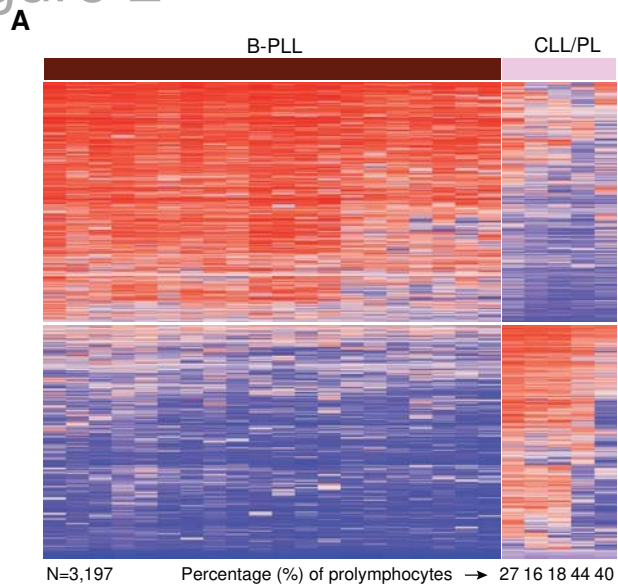 A
B-PLL CLL/PL
N=3,197 Percentage (%) of prolymphocytes → 27 16 18 44 40